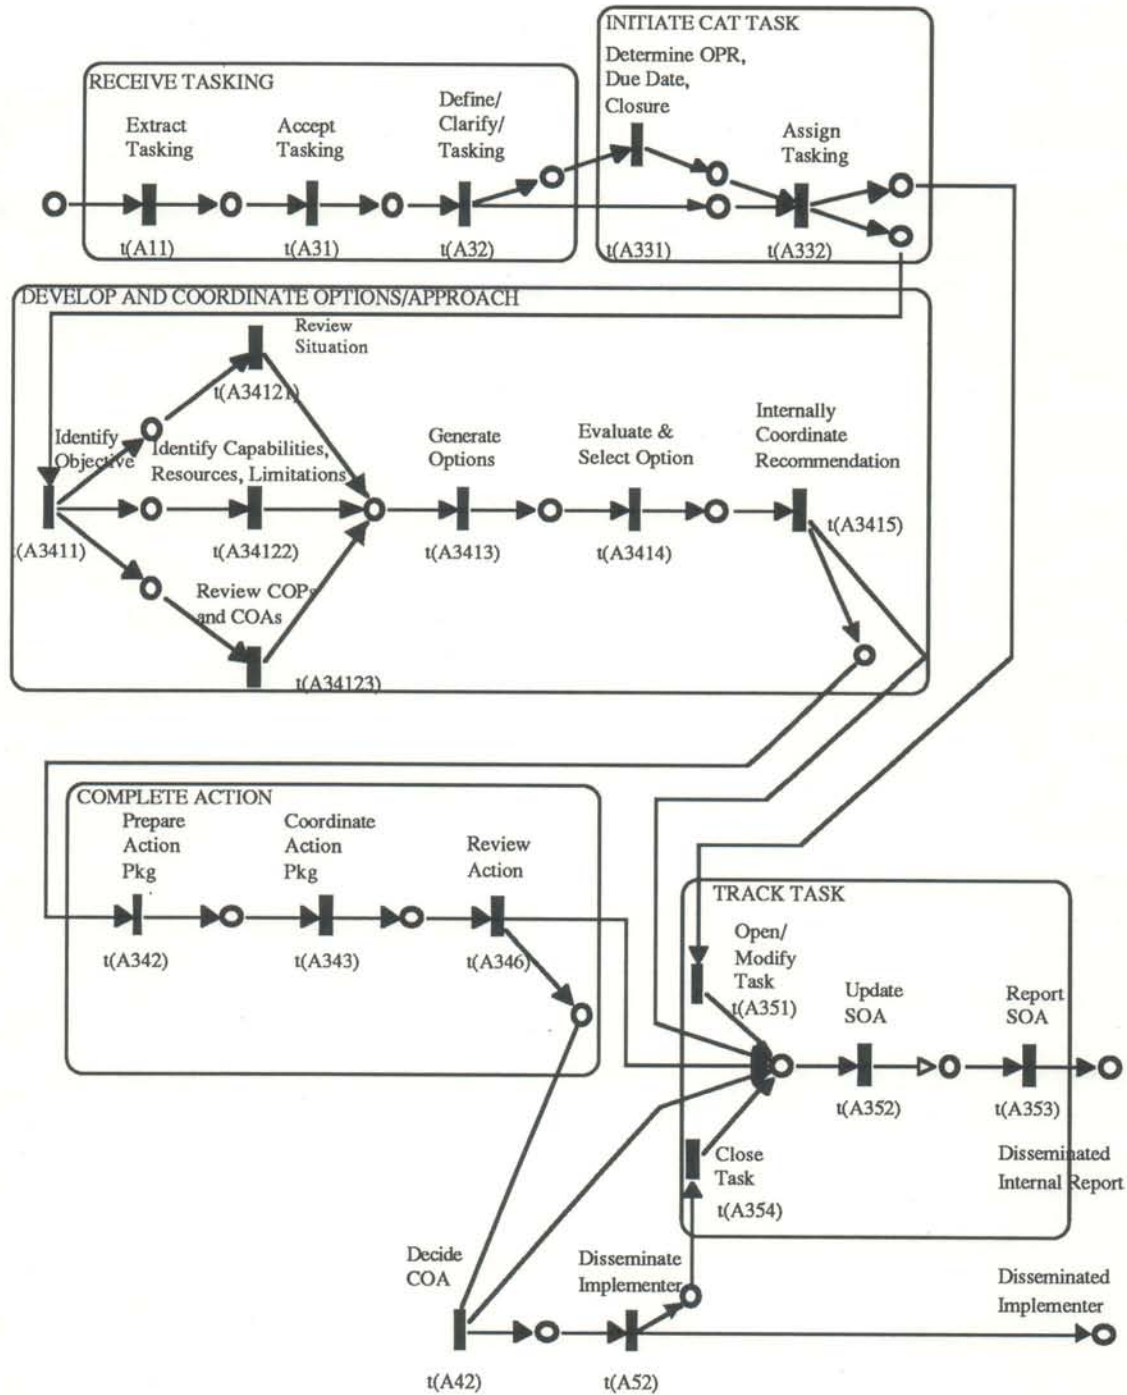 INITIATE CAT TASK
Determine OPR,
Due Date,
Closure
RECEIVE TASKING
Extract
Tasking
Accept
Tasking
Define/
Clarify/
Tasking
Assign
Tasking
t(A11)
t(A31)
t(A32)
t(A331)
t(A332)
DEVELOP AND COORDINATE OPTIONS/APPROACH
Review
Situation
t(A34121)
Identify
Objective
Identify Capabilities,
Resources, Limitations
Generate
Options
Evaluate &
Select Option
Internally
Coordinate
Recommendation
t(A3411)
t(A34122)
t(A3413)
t(A3414)
t(A3415)
Review COPs
and COAs
t(A34123)
COMPLETE ACTION
Prepare
Action
Pkg
Coordinate
Action
Pkg
Review
Action
t(A342)
t(A343)
t(A346)
TRACK TASK
Open/
Modify
Task
t(A351)
Update
SOA
Report
SOA
t(A352)
t(A353)
Close
Task
t(A354)
Disseminated
Internal Report
Decide
COA
Disseminate
Implementer
Disseminated
Implementer
t(A42)
t(A52)